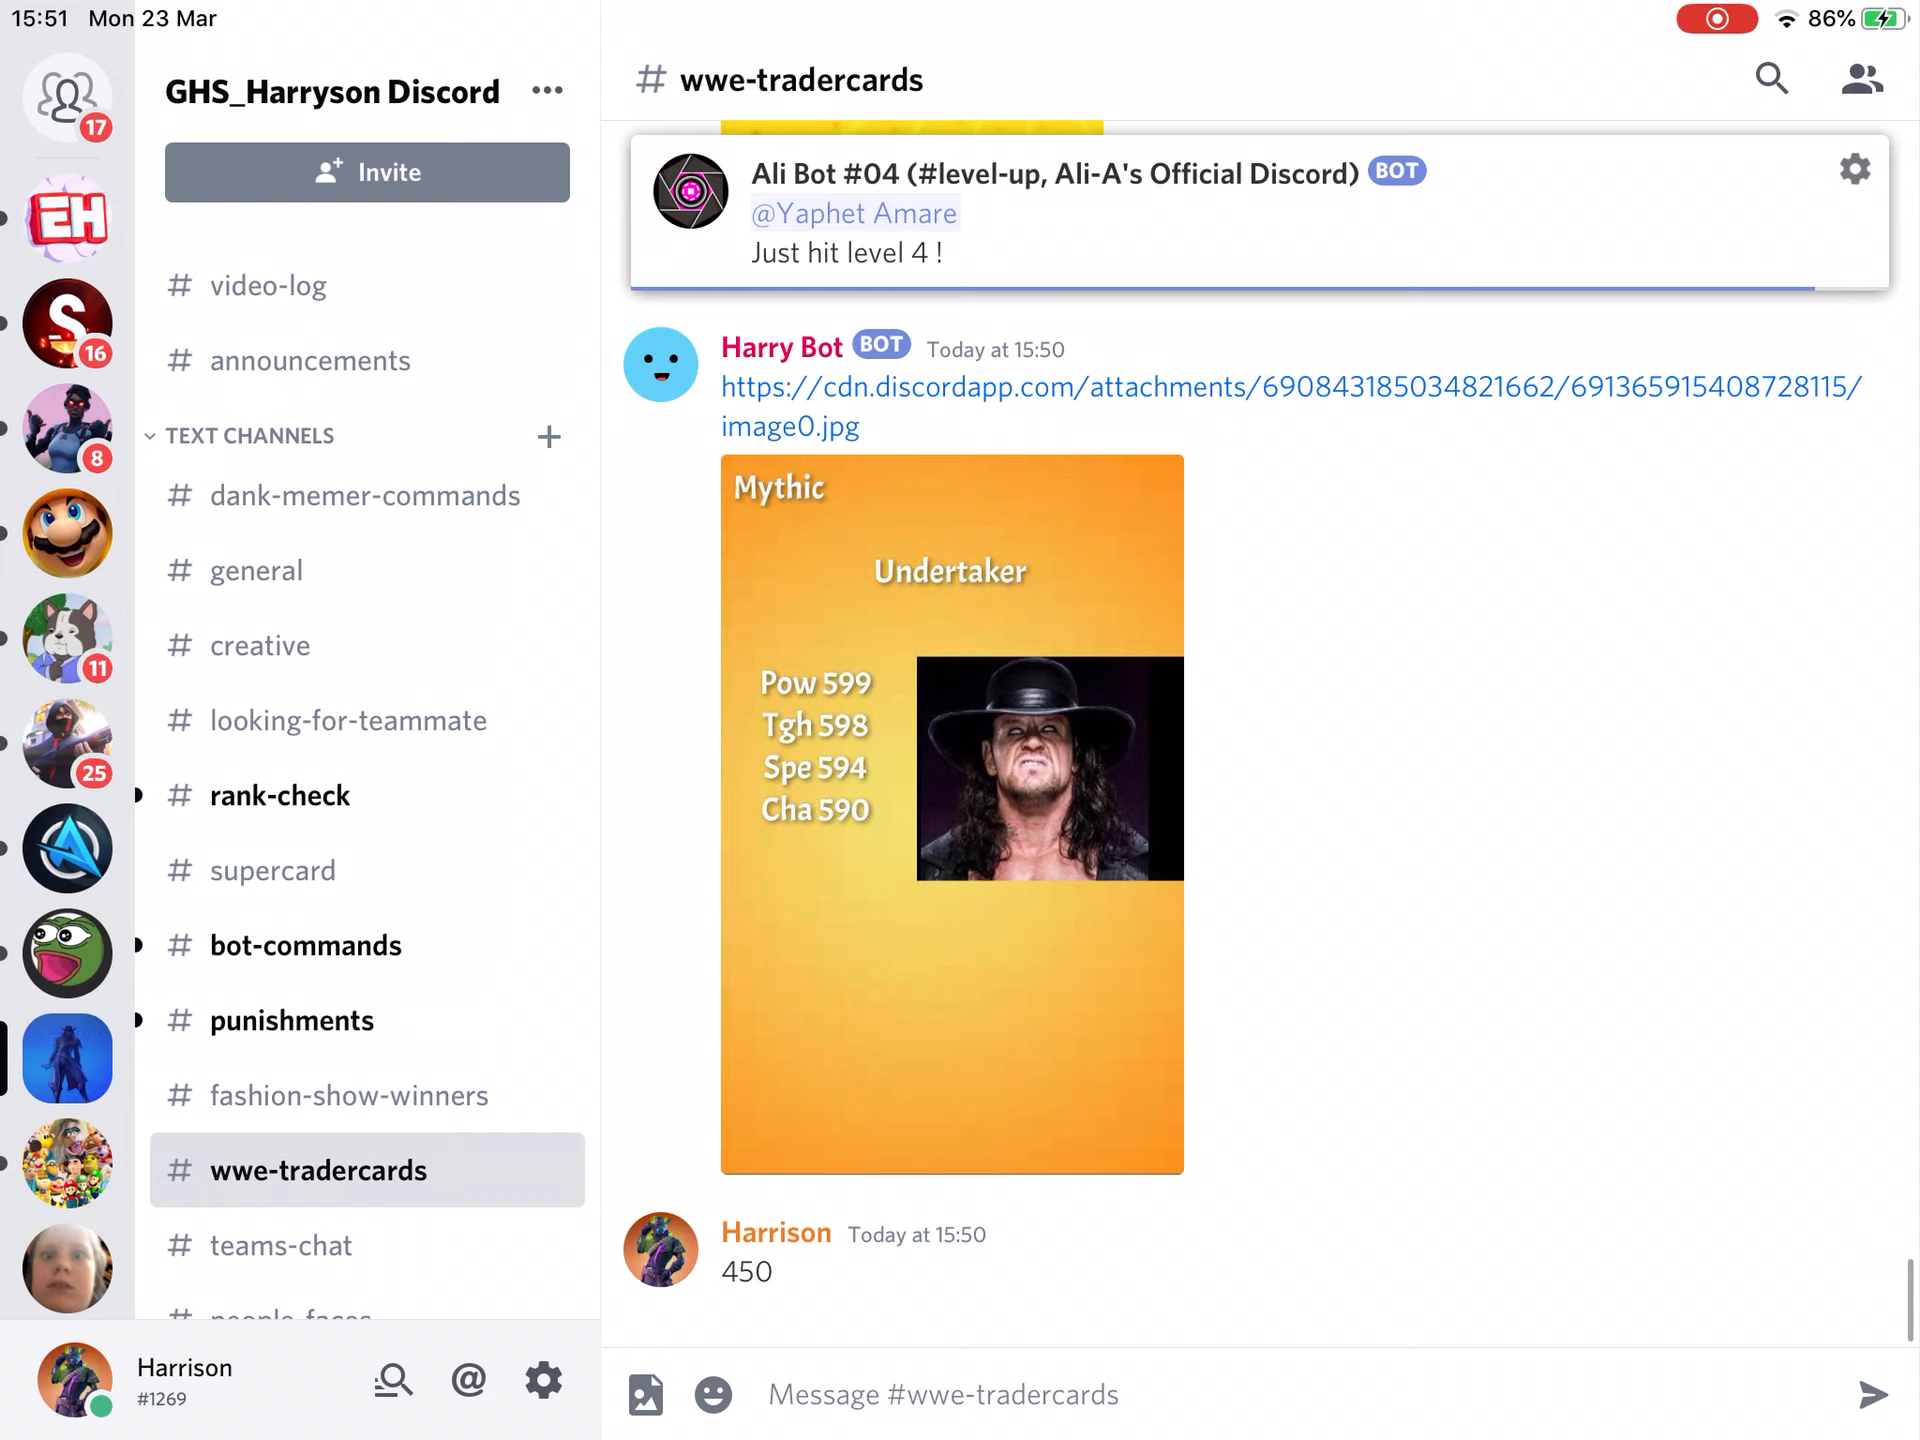 15:51 Mon 23 Mar
86%
17
EH
S
16
8
11
25
GHS_Harryson Discord
Invite
# video-log
# announcements
TEXT CHANNELS
# dank-memer-commands
# general
# creative
# looking-for-teammate
# rank-check
# supercard
# bot-commands
# punishments
# fashion-show-winners
# wwe-tradercards
# teams-chat
# people-faces
Harrison
#1269
@
# wwe-tradercards
Ali Bot #04 (#level-up, Ali-A's Official Discord) BOT
@Yaphet Amare
Just hit level 4 !
Harry Bot BOT Today at 15:50
https://cdn.discordapp.com/attachments/690843185034821662/691365915408728115/
image0.jpg
Mythic
Undertaker
Pow 599
Tgh 598
Spe 594
Cha 590
Harrison Today at 15:50
450
Message #wwe-tradercards